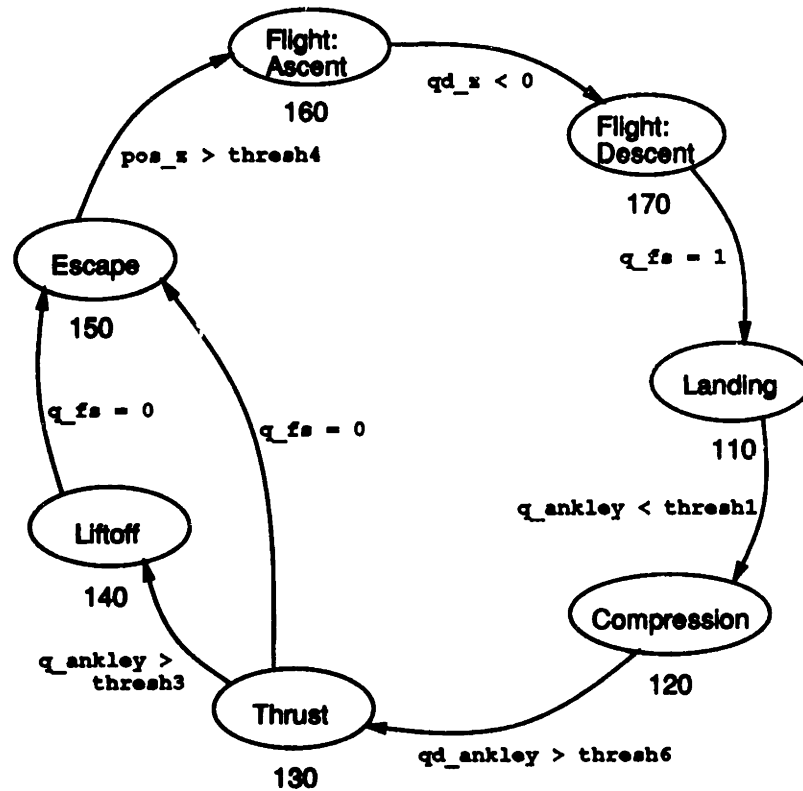 Flight:
Ascent
160
qd_z < 0
Flight:
Descent
170
pos_z > thresh4
q_fs = 1
Escape
150
Landing
110
q_fs = 0
q_fs = 0
q_ankley < thresh1
Liftoff
140
Compression
120
q_ankley >
thresh3
Thrust
130
qd_ankley > thresh6